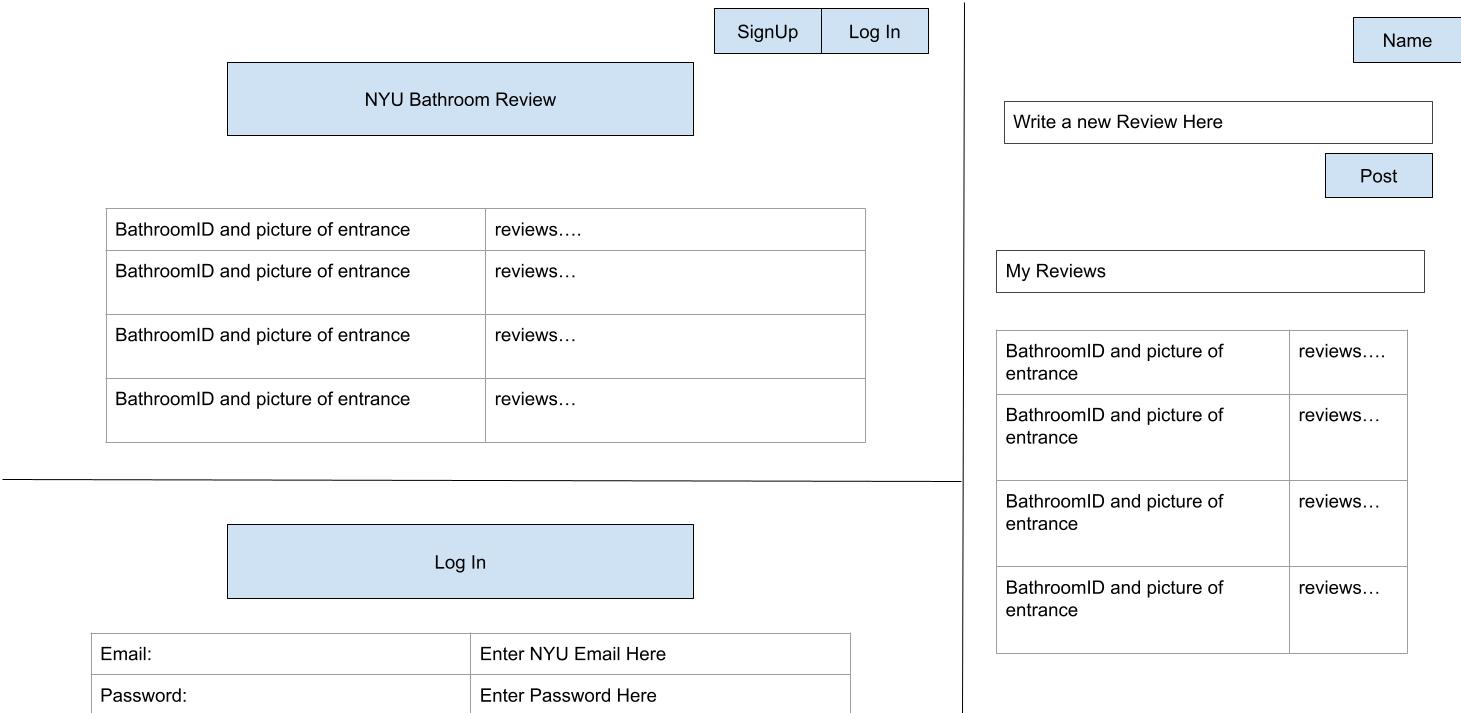 SignUp
Log In
NYU Bathroom Review
BathroomID and picture of entrance
reviews….
BathroomID and picture of entrance
reviews…
BathroomID and picture of entrance
reviews…
BathroomID and picture of entrance
reviews…
Log In
Email:
Enter NYU Email Here
Password:
Enter Password Here
Name
Write a new Review Here
Post
My Reviews
BathroomID and picture of
entrance
reviews….
BathroomID and picture of
entrance
reviews…
BathroomID and picture of
entrance
reviews…
BathroomID and picture of
entrance
reviews…